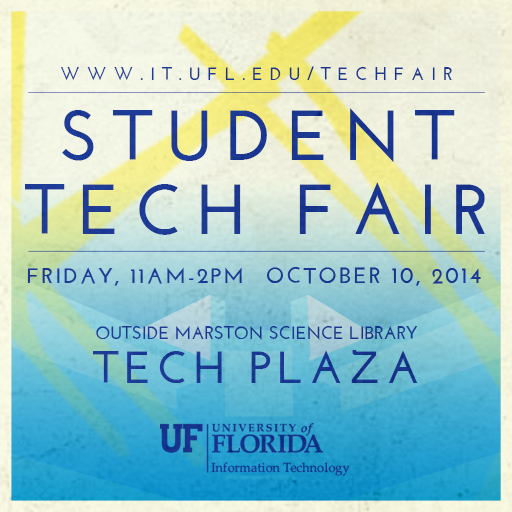 WWW.IT.UFL.EDU/TECHFAIR
STUDENT
TECH FAIR
FRIDAY, 11AM-2PM OCTOBER 10, 2014
OUTSIDE MARSTON SCIENCE LIBRARY
TECH PLAZA
UF UNIVERSITY of
FLORIDA
Information Technology